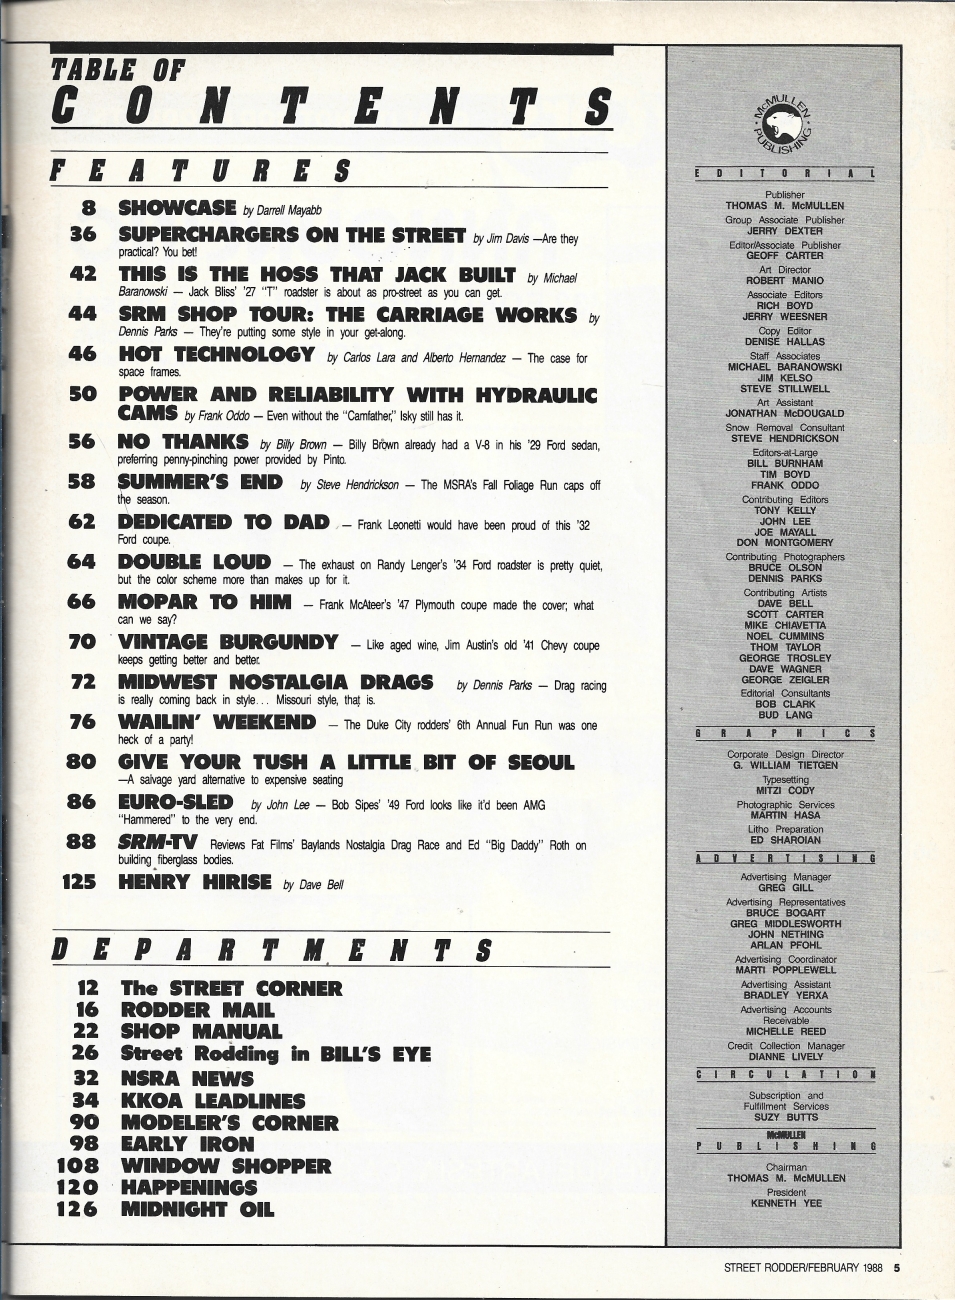 TABLE OF
CONTENTS
FEATURES
8 SHOWCASE by Darrell Mayabb
36 SUPERCHARGERS ON THE STREET by Jim Davis —Are they
practical? You bet!
42 THIS IS THE HOSS THAT JACK BUILT by Michael
Baranowski — Jack Bliss' '27 "T" roadster is about as pro-street as you can get.
44 SRM SHOP TOUR: THE CARRIAGE WORKS by
Dennis Parks — They're putting some style in your get-along.
46 HOT TECHNOLOGY by Carlos Lara and Alberto Hernandez — The case for
space frames.
50 POWER AND RELIABILITY WITH HYDRAULIC
CAMS by Frank Oddo — Even without the "Camfather," Isky still has it.
56 NO THANKS by Billy Brown — Billy Brown already had a V-8 in his '29 Ford sedan,
preferring penny-pinching power provided by Pinto.
58 SUMMER'S END by Steve Hendrickson — The MSRA's Fall Foliage Run caps off
the season.
62 DEDICATED TO DAD — Frank Leonetti would have been proud of this '32
Ford coupe.
64 DOUBLE LOUD — The exhaust on Randy Lenger's '34 Ford roadster is pretty quiet,
but the color scheme more than makes up for it.
66 MOPAR TO HIM — Frank McAteer's '47 Plymouth coupe made the cover; what
can we say?
70 VINTAGE BURGUNDY — Like aged wine, Jim Austin's old '41 Chevy coupe
keeps getting better and better.
72 MIDWEST NOSTALGIA DRAGS by Dennis Parks — Drag racing
is really coming back in style... Missouri style, that is.
76 WAILIN' WEEKEND — The Duke City rodders' 6th Annual Fun Run was one
heck of a party!
80 GIVE YOUR TUSH A LITTLE BIT OF SEOUL
—A salvage yard alternative to expensive seating
86 EURO-SLED by John Lee — Bob Sipes' '49 Ford looks like it'd been AMG
"Hammered" to the very end.
88 SRM-TV Reviews Fat Films' Baylands Nostalgia Drag Race and Ed "Big Daddy" Roth on
building fiberglass bodies.
125 HENRY HIRISE by Dave Bell
DEPARTMENTS
12 The STREET CORNER
16 RODDER MAIL
22 SHOP MANUAL
26 Street Rodding in BILL'S EYE
32 NSRA NEWS
34 KKOA LEADLINES
90 MODELER'S CORNER
98 EARLY IRON
108 WINDOW SHOPPER
120 HAPPENINGS
126 MIDNIGHT OIL
McMULLEN
PUBLISHING
EDITORIAL
Publisher
THOMAS M. McMULLEN
Group Associate Publisher
JERRY DEXTER
Editor/Associate Publisher
GEOFF CARTER
Art Director
ROBERT MANIO
Associate Editors
RICH BOYD
JERRY WEESNER
Copy Editor
DENISE HALLAS
Staff Associates
MICHAEL BARANOWSKI
JIM KELSO
STEVE STILLWELL
Art Assistant
JONATHAN McDOUGALD
Snow Removal Consultant
STEVE HENDRICKSON
Editors-at-Large
BILL BURNHAM
TIM BOYD
FRANK ODDO
Contributing Editors
TONY KELLY
JOHN LEE
JOE MAYALL
DON MONTGOMERY
Contributing Photographers
BRUCE OLSON
DENNIS PARKS
Contributing Artists
DAVE BELL
SCOTT CARTER
MIKE CHIAVETTA
NOEL CUMMINS
THOM TAYLOR
GEORGE TROSLEY
DAVE WAGNER
GEORGE ZEIGLER
Editorial Consultants
BOB CLARK
BUD LANG
GRAPHICS
Corporate Design Director
G. WILLIAM TIETGEN
Typesetting
MITZI CODY
Photographic Services
MARTIN HASA
Litho Preparation
ED SHAROIAN
ADVERTISING
Advertising Manager
GREG GILL
Advertising Representatives
BRUCE BOGART
GREG MIDDLESWORTH
JOHN NETHING
ARLAN PFOHL
Advertising Coordinator
MARTI POPPLEWELL
Advertising Assistant
BRADLEY YERXA
Advertising Accounts
Receivable
MICHELLE REED
Credit Collection Manager
DIANNE LIVELY
CIRCULATION
Subscription and
Fulfillment Services
SUZY BUTTS
McMULLEN
PUBLISHING
Chairman
THOMAS M. McMULLEN
President
KENNETH YEE
STREET RODDER/FEBRUARY 1988 5